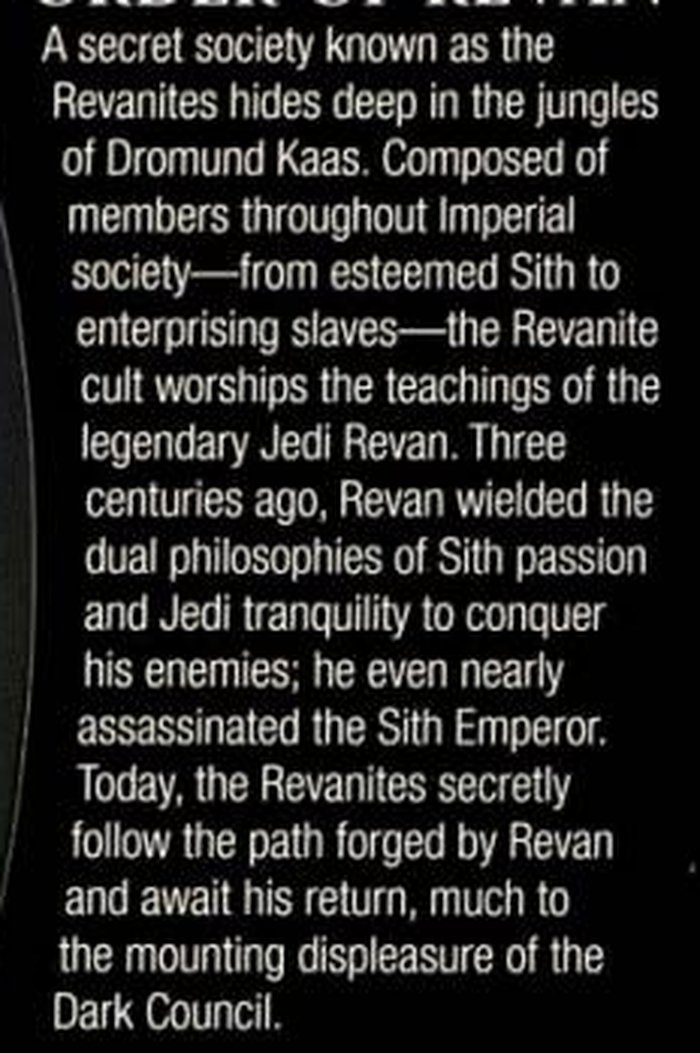 ORDER OF REVAN
A secret society known as the
Revanites hides deep in the jungles
of Dromund Kaas. Composed of
members throughout Imperial
society—from esteemed Sith to
enterprising slaves—the Revanite
cult worships the teachings of the
legendary Jedi Revan. Three
centuries ago, Revan wielded the
dual philosophies of Sith passion
and Jedi tranquility to conquer
his enemies; he even nearly
assassinated the Sith Emperor.
Today, the Revanites secretly
follow the path forged by Revan
and await his return, much to
the mounting displeasure of the
Dark Council.